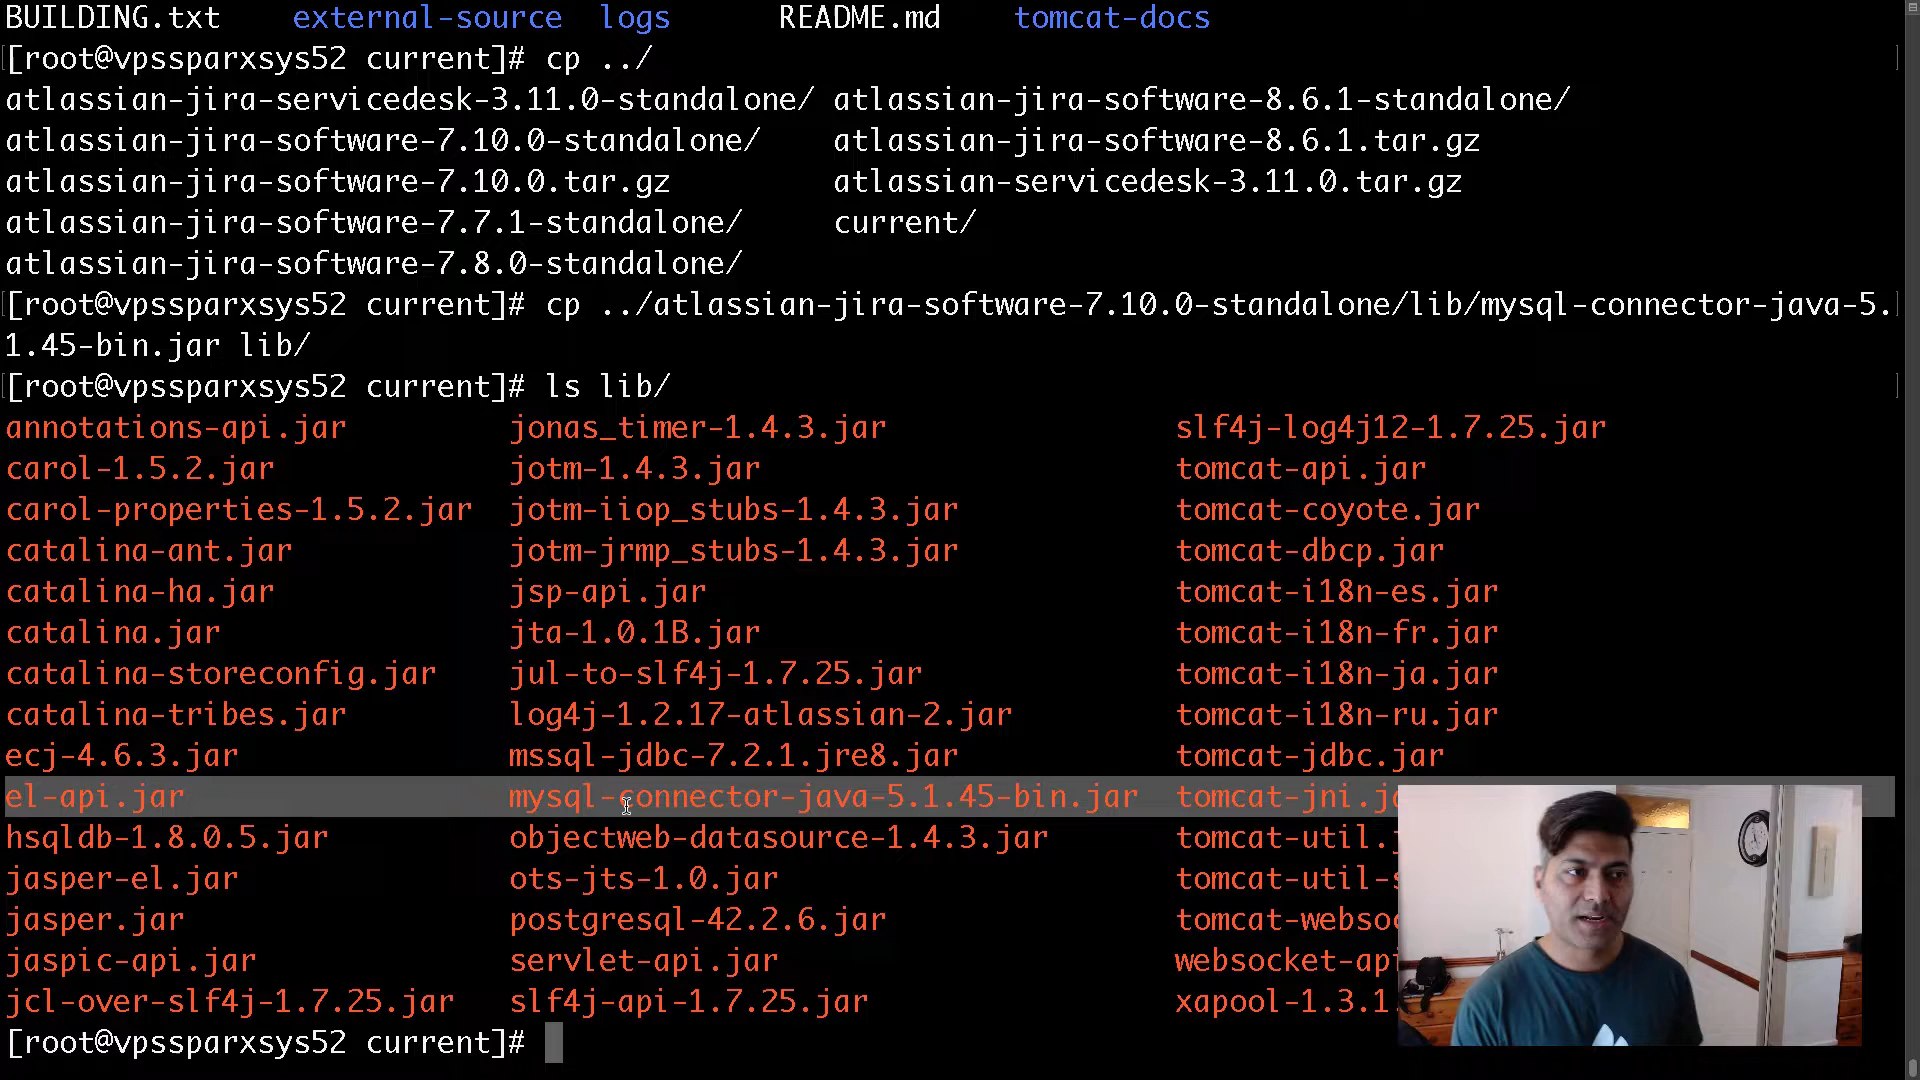 BUILDING.txt    external-source  logs      README.md    tomcat-docs
[root@vpssparxsys52 current]# cp ../
atlassian-jira-servicedesk-3.11.0-standalone/ atlassian-jira-software-8.6.1-standalone/
atlassian-jira-software-7.10.0-standalone/    atlassian-jira-software-8.6.1.tar.gz
atlassian-jira-software-7.10.0.tar.gz         atlassian-servicedesk-3.11.0.tar.gz
atlassian-jira-software-7.7.1-standalone/     current/
atlassian-jira-software-7.8.0-standalone/
[root@vpssparxsys52 current]# cp ../atlassian-jira-software-7.10.0-standalone/lib/mysql-connector-java-5.
1.45-bin.jar lib/
[root@vpssparxsys52 current]# ls lib/
annotations-api.jar         jonas_timer-1.4.3.jar                slf4j-log4j12-1.7.25.jar
carol-1.5.2.jar             jotm-1.4.3.jar                       tomcat-api.jar
carol-properties-1.5.2.jar  jotm-iiop_stubs-1.4.3.jar            tomcat-coyote.jar
catalina-ant.jar            jotm-jrmp_stubs-1.4.3.jar            tomcat-dbcp.jar
catalina-ha.jar             jsp-api.jar                          tomcat-i18n-es.jar
catalina.jar                jta-1.0.1B.jar                       tomcat-i18n-fr.jar
catalina-storeconfig.jar    jul-to-slf4j-1.7.25.jar              tomcat-i18n-ja.jar
catalina-tribes.jar         log4j-1.2.17-atlassian-2.jar         tomcat-i18n-ru.jar
ecj-4.6.3.jar               mssql-jdbc-7.2.1.jre8.jar            tomcat-jdbc.jar
el-api.jar                  mysql-connector-java-5.1.45-bin.jar  tomcat-jni.j
hsqldb-1.8.0.5.jar          objectweb-datasource-1.4.3.jar       tomcat-util.
jasper-el.jar               ots-jts-1.0.jar                      tomcat-util-
jasper.jar                  postgresql-42.2.6.jar                tomcat-webso
jaspic-api.jar              servlet-api.jar                      websocket-ap
jcl-over-slf4j-1.7.25.jar   slf4j-api-1.7.25.jar                 xapool-1.3.1.
[root@vpssparxsys52 current]#